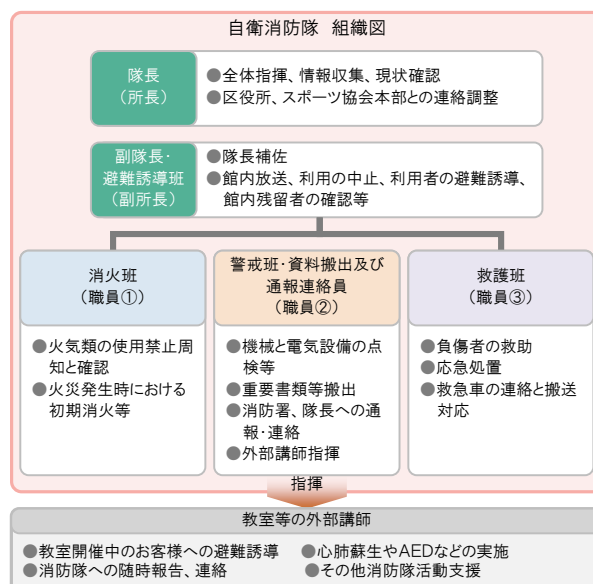 自衛消防隊 組織図
隊長
（所長）
●全体指揮、情報収集、現状確認
●区役所、スポーツ協会本部との連絡調整
副隊長・
避難誘導班
（副所長）
●隊長補佐
●館内放送、利用の中止、利用者の避難誘導、
館内残留者の確認等
消火班
（職員①）
●火気類の使用禁止周
知と確認
●火災発生時における
初期消火等
警戒班・資料搬出及び
通報連絡員
（職員②）
●機械と電気設備の点
検等
●重要書類等搬出
●消防署、隊長への通
報・連絡
●外部講師指揮
救護班
（職員③）
●負傷者の救助
●応急処置
●救急車の連絡と搬送
対応
指揮
教室等の外部講師
●教室開催中のお客様への避難誘導
●消防隊への随時報告、連絡
●心肺蘇生やAEDなどの実施
●その他消防隊活動支援